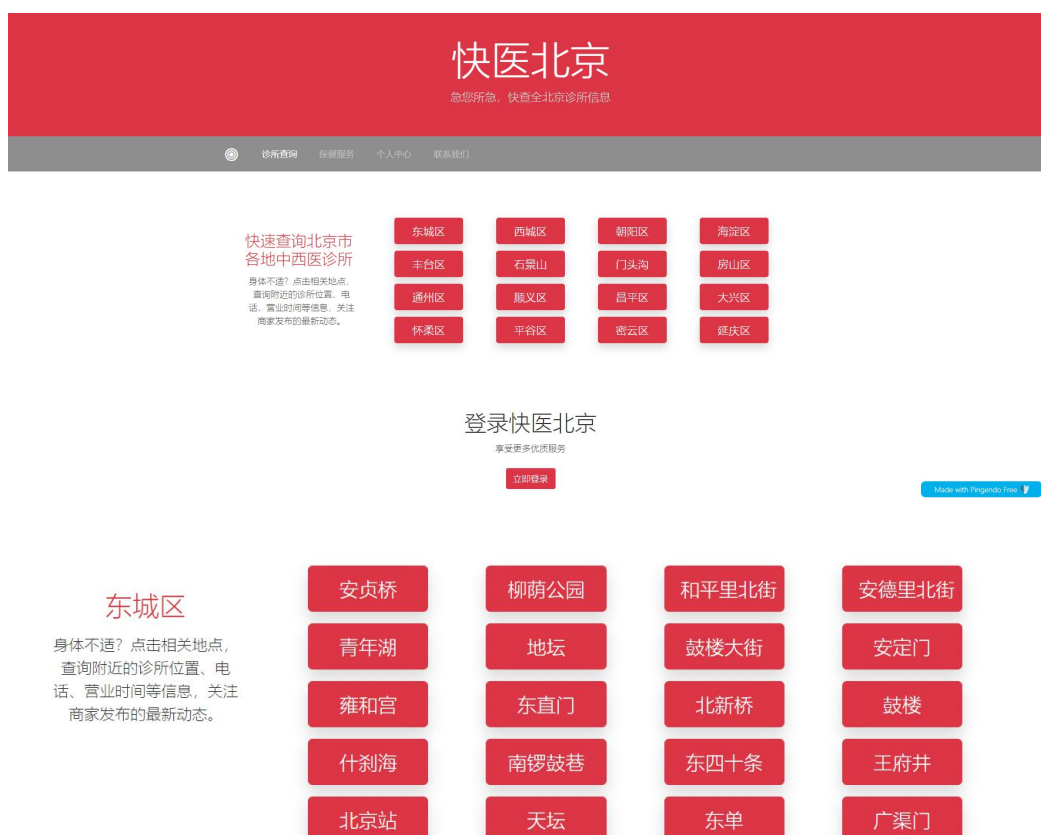 快医北京
急您所急，快查全北京诊所信息
诊所查询 保健服务 个人中心 联系我们
快速查询北京市
各地中西医诊所
身体不适？点击相关地点，
查询附近的诊所位置、电
话、营业时间等信息，关注
商家发布的最新动态。
东城区 西城区 朝阳区 海淀区
丰台区 石景山 门头沟 房山区
通州区 顺义区 昌平区 大兴区
怀柔区 平谷区 密云区 延庆区
登录快医北京
享受更多优质服务
立即登录
Made with Pingendo Free
东城区
身体不适？点击相关地点，
查询附近的诊所位置、电
话、营业时间等信息，关注
商家发布的最新动态。
安贞桥 柳荫公园 和平里北街 安德里北街
青年湖 地坛 鼓楼大街 安定门
雍和宫 东直门 北新桥 鼓楼
什刹海 南锣鼓巷 东四十条 王府井
北京站 天坛 东单 广渠门